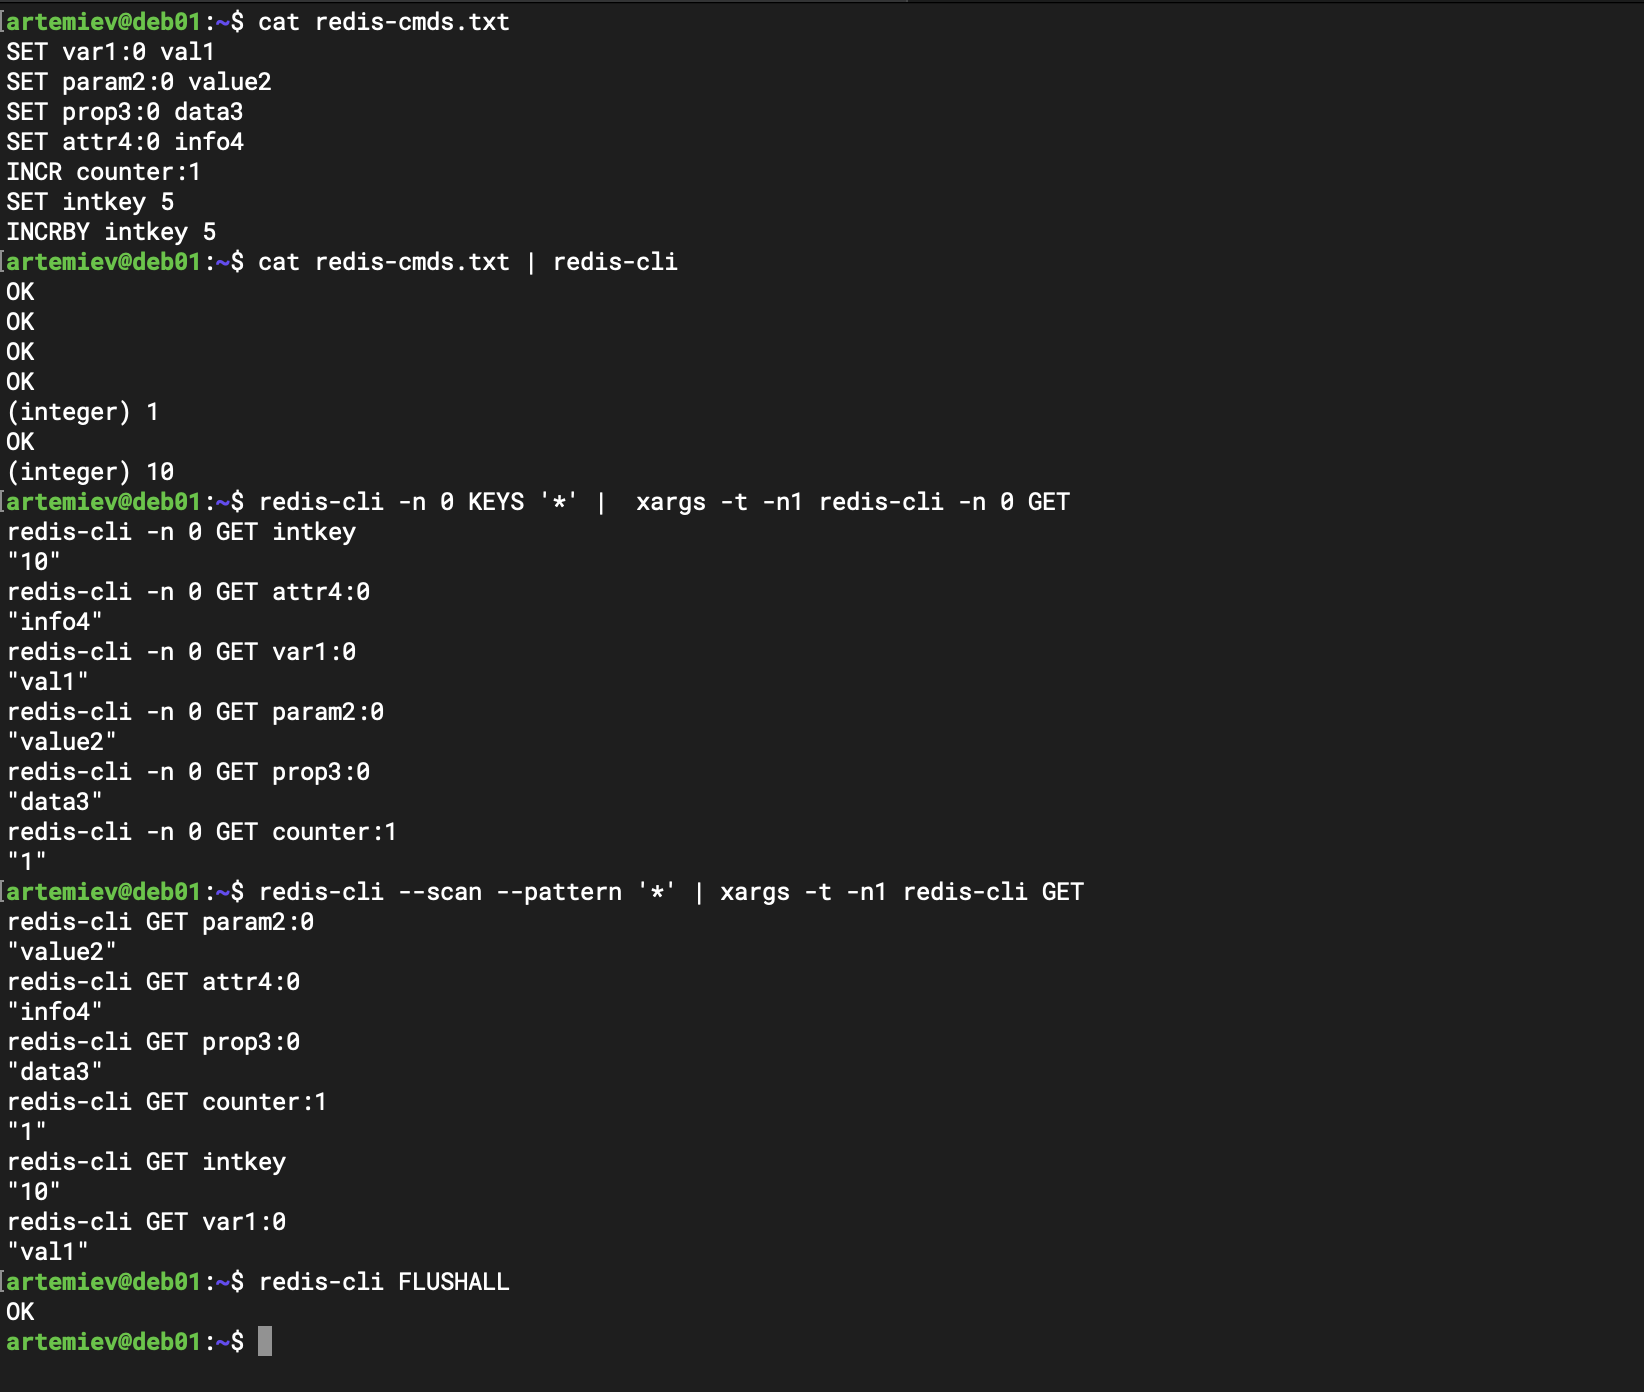 [artemiev@deb01:~$ cat redis-cmds.txt
SET var1:0 val1
SET param2:0 value2
SET prop3:0 data3
SET attr4:0 info4
INCR counter:1
SET intkey 5
INCRBY intkey 5
[artemiev@deb01:~$ cat redis-cmds.txt | redis-cli
OK
OK
OK
OK
(integer) 1
OK
(integer) 10
[artemiev@deb01:~$ redis-cli -n 0 KEYS '*' |  xargs -t -n1 redis-cli -n 0 GET
redis-cli -n 0 GET intkey
"10"
redis-cli -n 0 GET attr4:0
"info4"
redis-cli -n 0 GET var1:0
"val1"
redis-cli -n 0 GET param2:0
"value2"
redis-cli -n 0 GET prop3:0
"data3"
redis-cli -n 0 GET counter:1
"1"
[artemiev@deb01:~$ redis-cli --scan --pattern '*' | xargs -t -n1 redis-cli GET
redis-cli GET param2:0
"value2"
redis-cli GET attr4:0
"info4"
redis-cli GET prop3:0
"data3"
redis-cli GET counter:1
"1"
redis-cli GET intkey
"10"
redis-cli GET var1:0
"val1"
[artemiev@deb01:~$ redis-cli FLUSHALL
OK
artemiev@deb01:~$